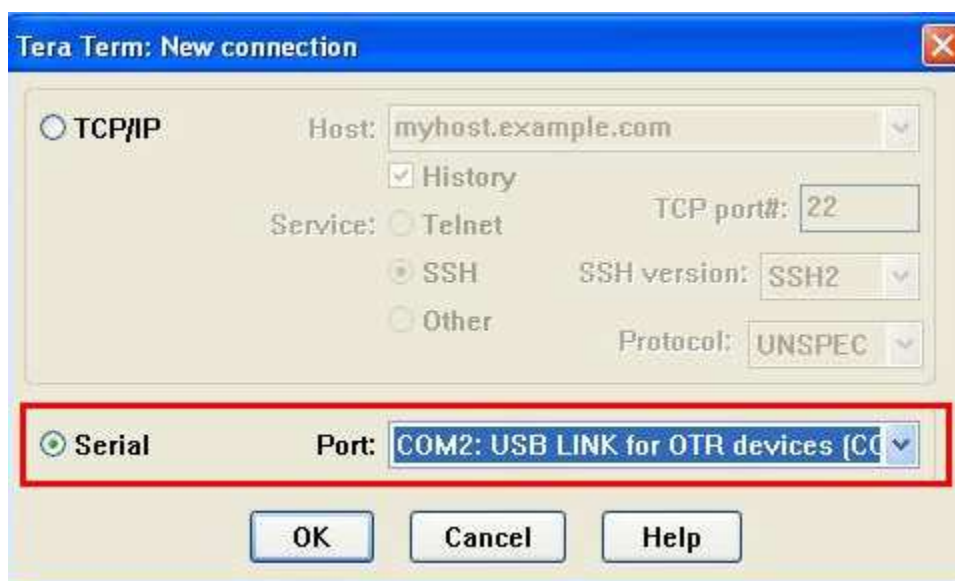 Tera Term: New connection
TCP/IP
Host: myhost.example.com
History
Service: Telnet
TCP port#: 22
SSH
SSH version: SSH2
Other
Protocol: UNSPEC
Serial
Port: COM2: USB LINK for OTR devices (CO
OK
Cancel
Help